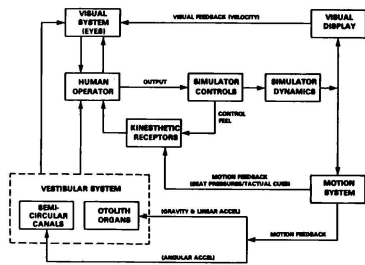 VISUAL
SYSTEM
(EYES)
VISUAL FEEDBACK (VELOCITY)
VISUAL
DISPLAY
HUMAN
OPERATOR
OUTPUT
SIMULATOR
CONTROLS
SIMULATOR
DYNAMICS
CONTROL
FEEL
KINESTHETIC
RECEPTORS
MOTION FEEDBACK
(SEAT PRESSURES/TACTUAL CUES)
MOTION
SYSTEM
VESTIBULAR SYSTEM
SEMI-
CIRCULAR
CANALS
OTOLITH
ORGANS
(GRAVITY & LINEAR ACCEL)
MOTION FEEDBACK
(ANGULAR ACCEL)